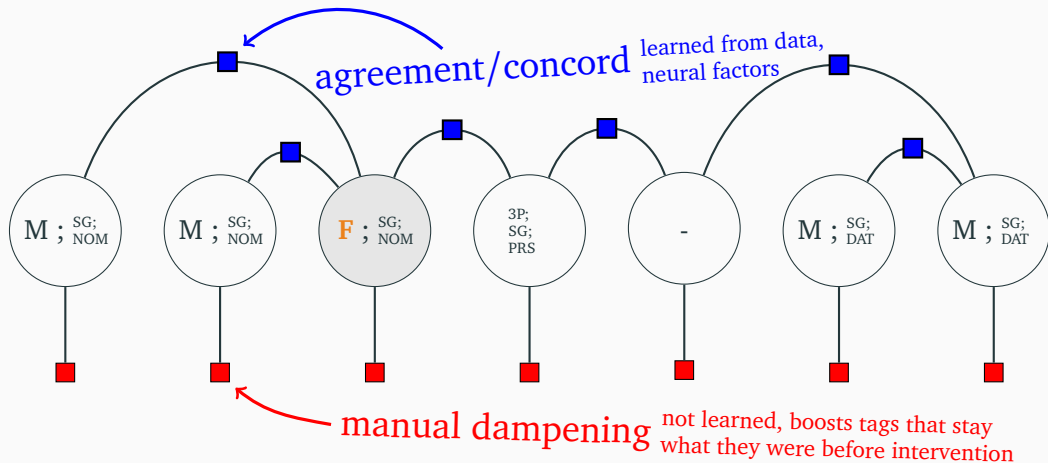 agreement/concord learned from data,
neural factors
M ; SG;
NOM
M ; SG;
NOM
F ; SG;
NOM
3P;
SG;
PRS
-
M ; SG;
DAT
M ; SG;
DAT
manual dampening not learned, boosts tags that stay
what they were before intervention